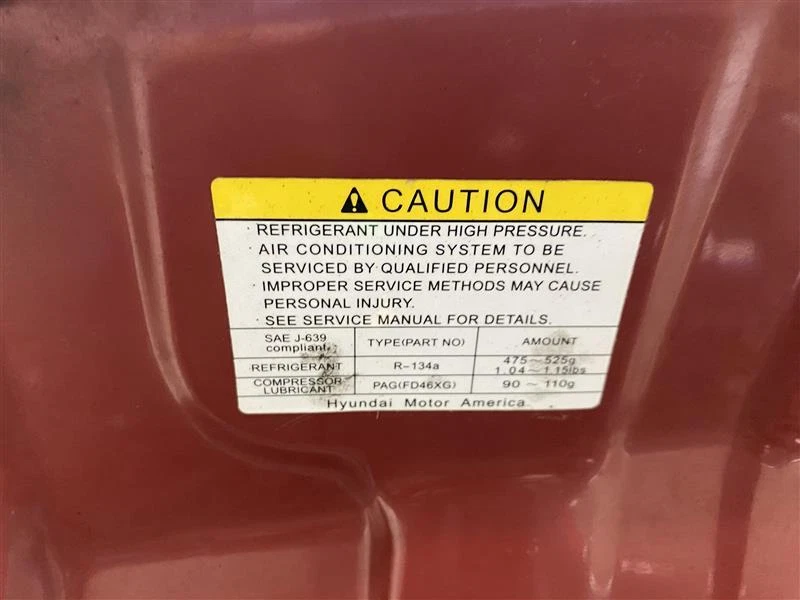 ⚠ CAUTION
· REFRIGERANT UNDER HIGH PRESSURE.
· AIR CONDITIONING SYSTEM TO BE
SERVICED BY QUALIFIED PERSONNEL.
· IMPROPER SERVICE METHODS MAY CAUSE
PERSONAL INJURY.
· SEE SERVICE MANUAL FOR DETAILS.
SAE J-639
compliant
TYPE(PART NO)
AMOUNT
REFRIGERANT
R-134a
475~525g
1.04~1.15lbs
COMPRESSOR
LUBRICANT
PAG(FD46XG)
90~110g
Hyundai Motor America